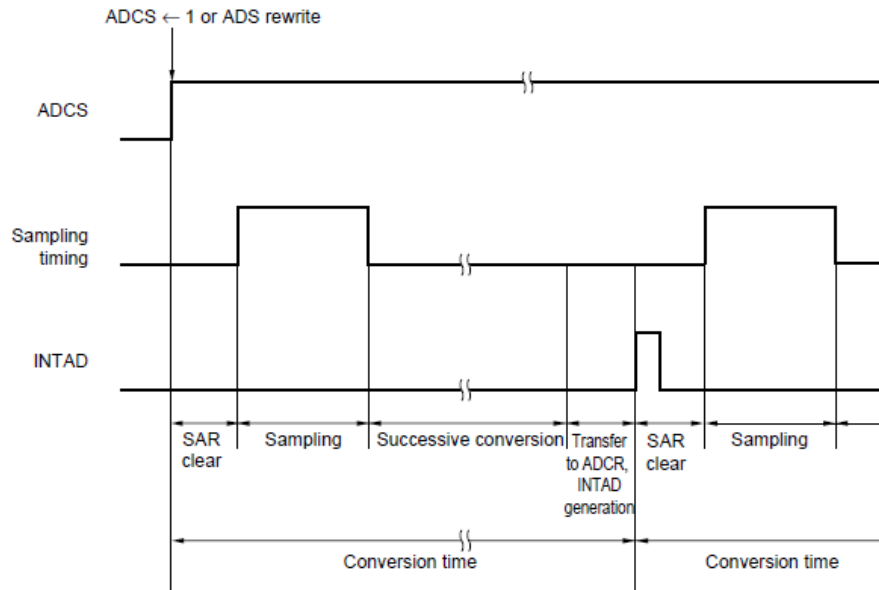 ADCS ← 1 or ADS rewrite
ADCS
Sampling
timing
INTAD
SAR
clear
Sampling
Successive conversion
Transfer
to ADCR,
INTAD
generation
SAR
clear
Sampling
Conversion time
Conversion time